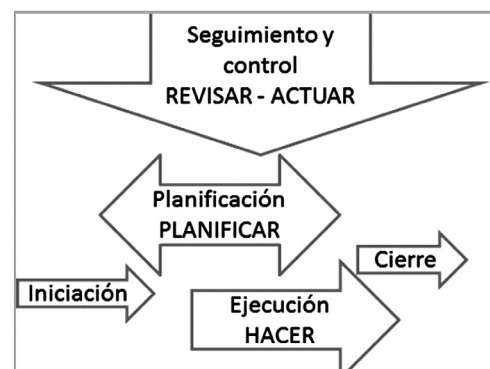 Seguimiento y
control
REVISAR - ACTUAR
Planificación
PLANIFICAR
Cierre
Iniciación
Ejecución
HACER